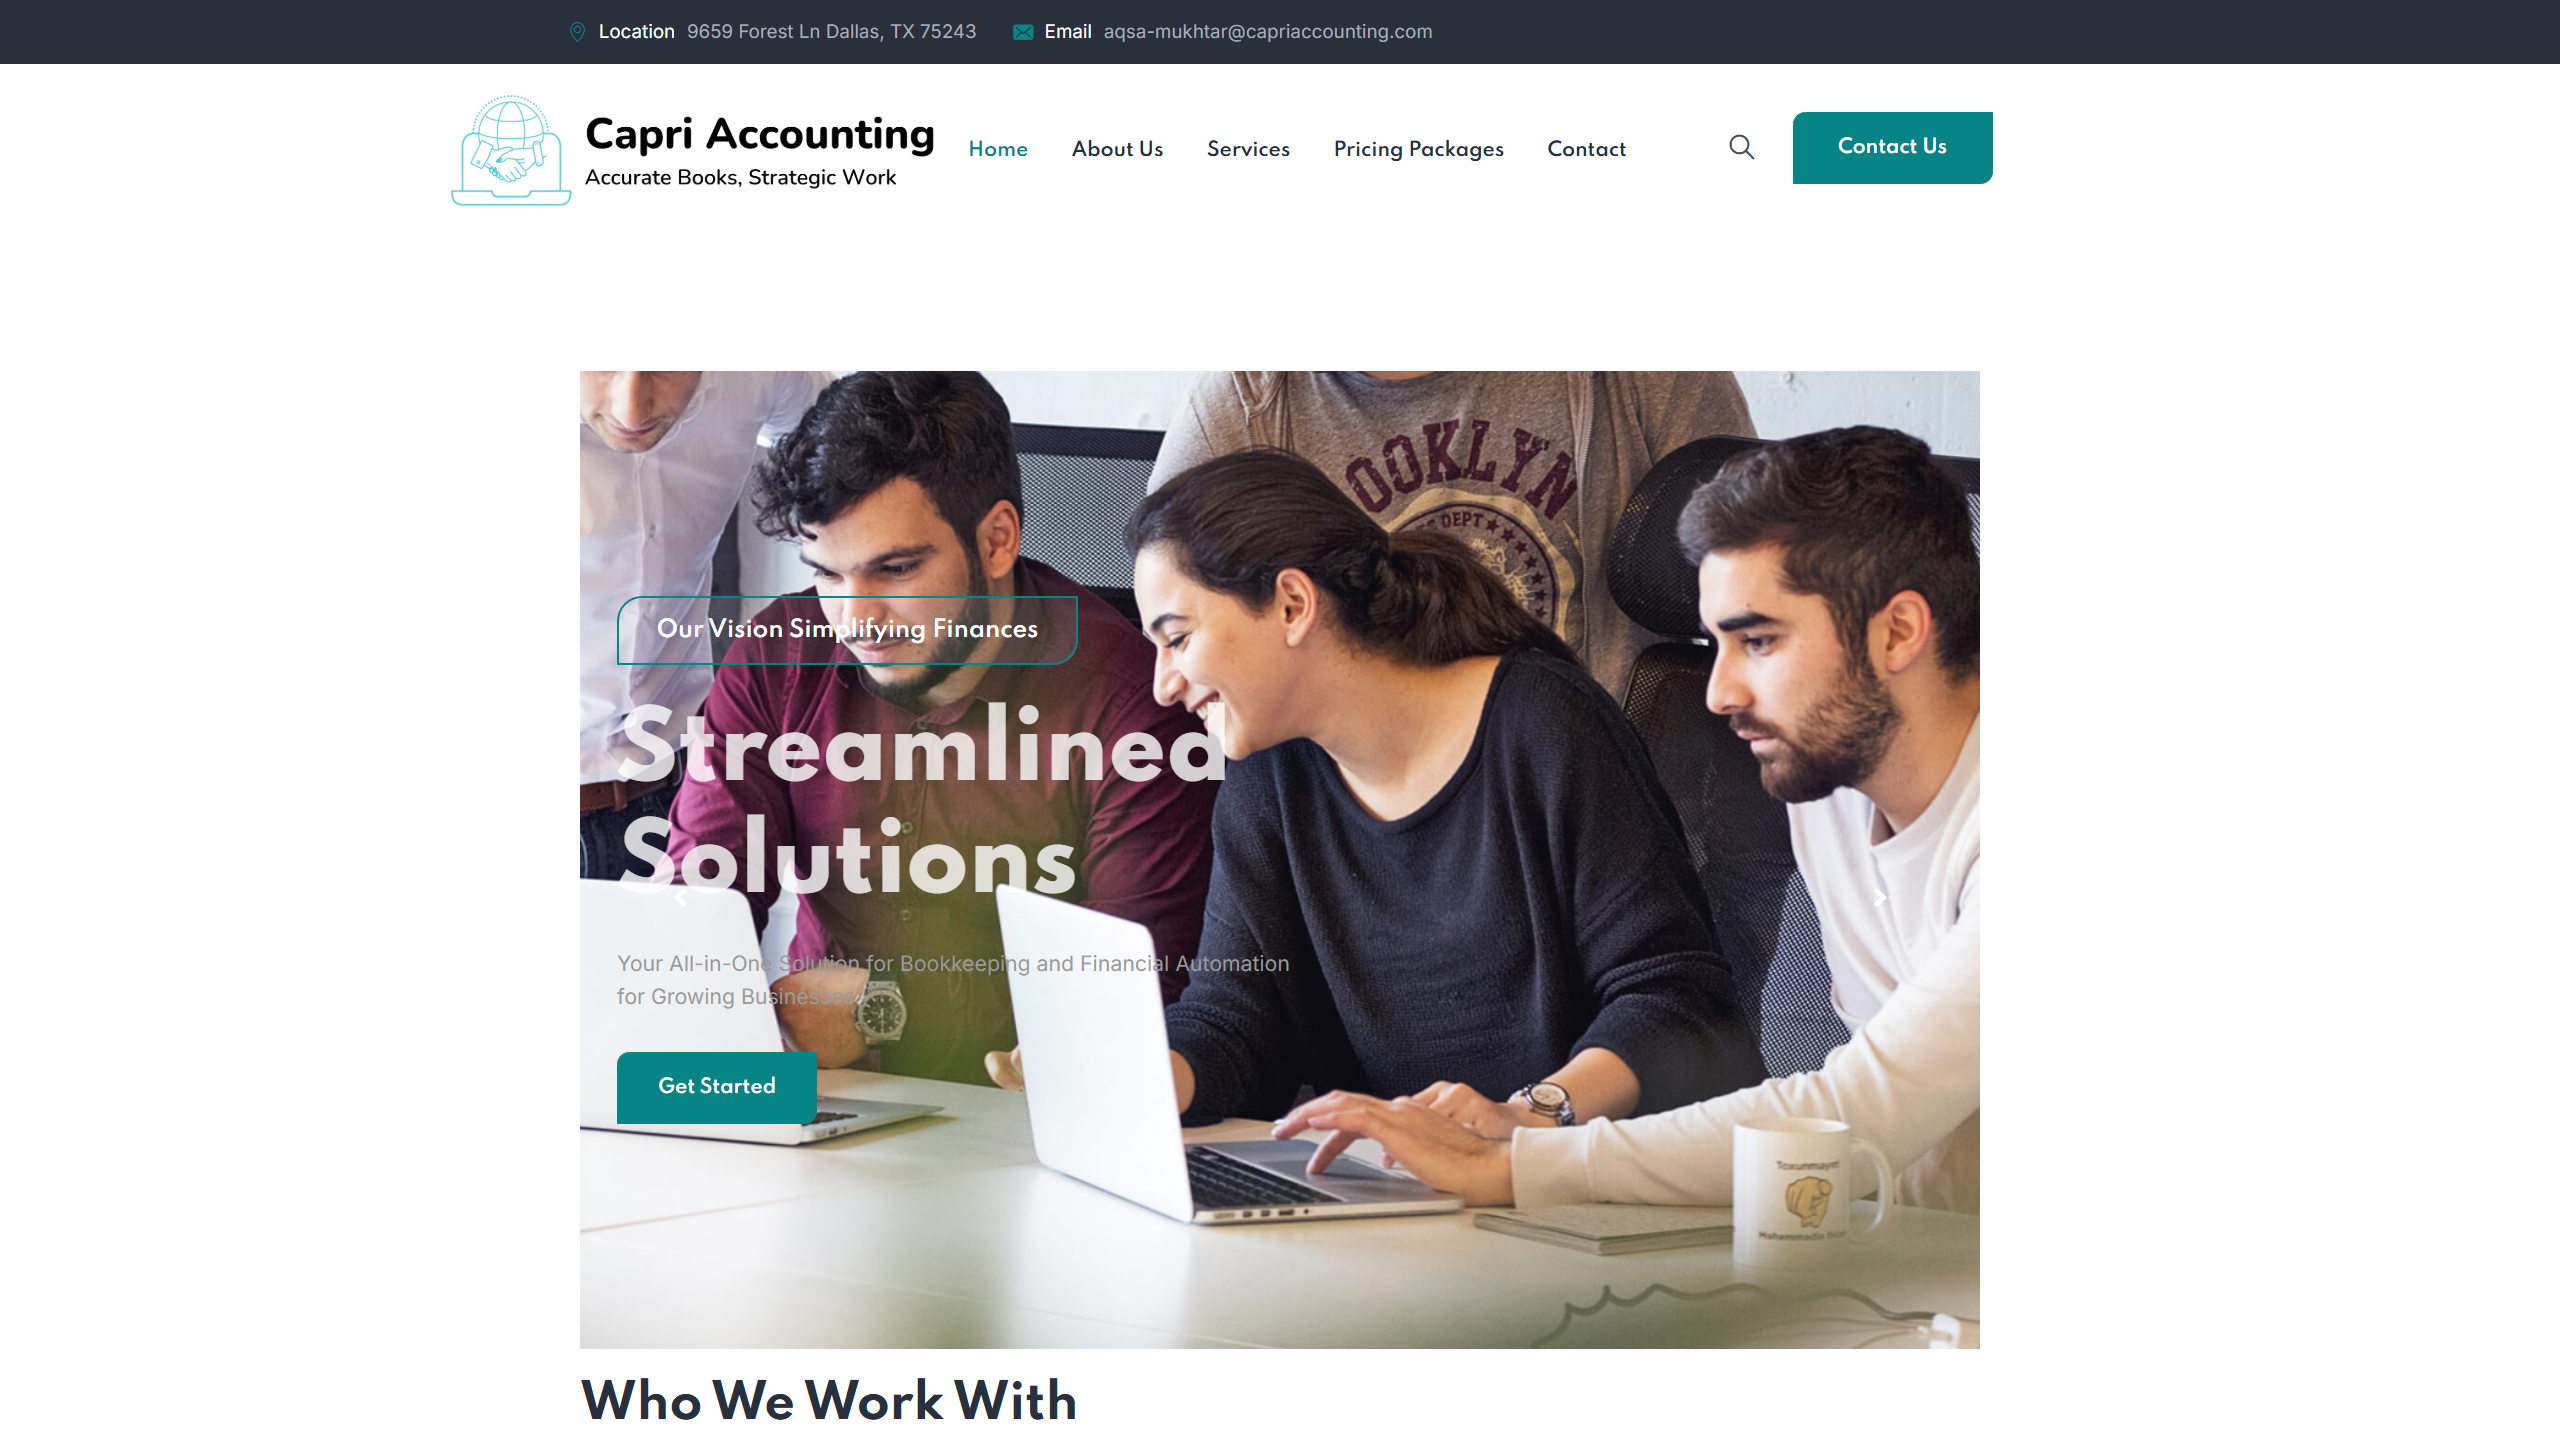 Location 9659 Forest Ln Dallas, TX 75243 Email aqsa-mukhtar@capriaccounting.com
Capri Accounting
Accurate Books, Strategic Work
Home About Us Services Pricing Packages Contact
Contact Us
OOKLYN
DEPT
Our Vision Simplifying Finances
Streamlined
Solutions
Your All-in-One Solution for Bookkeeping and Financial Automation
for Growing Businesses
Get Started
Who We Work With